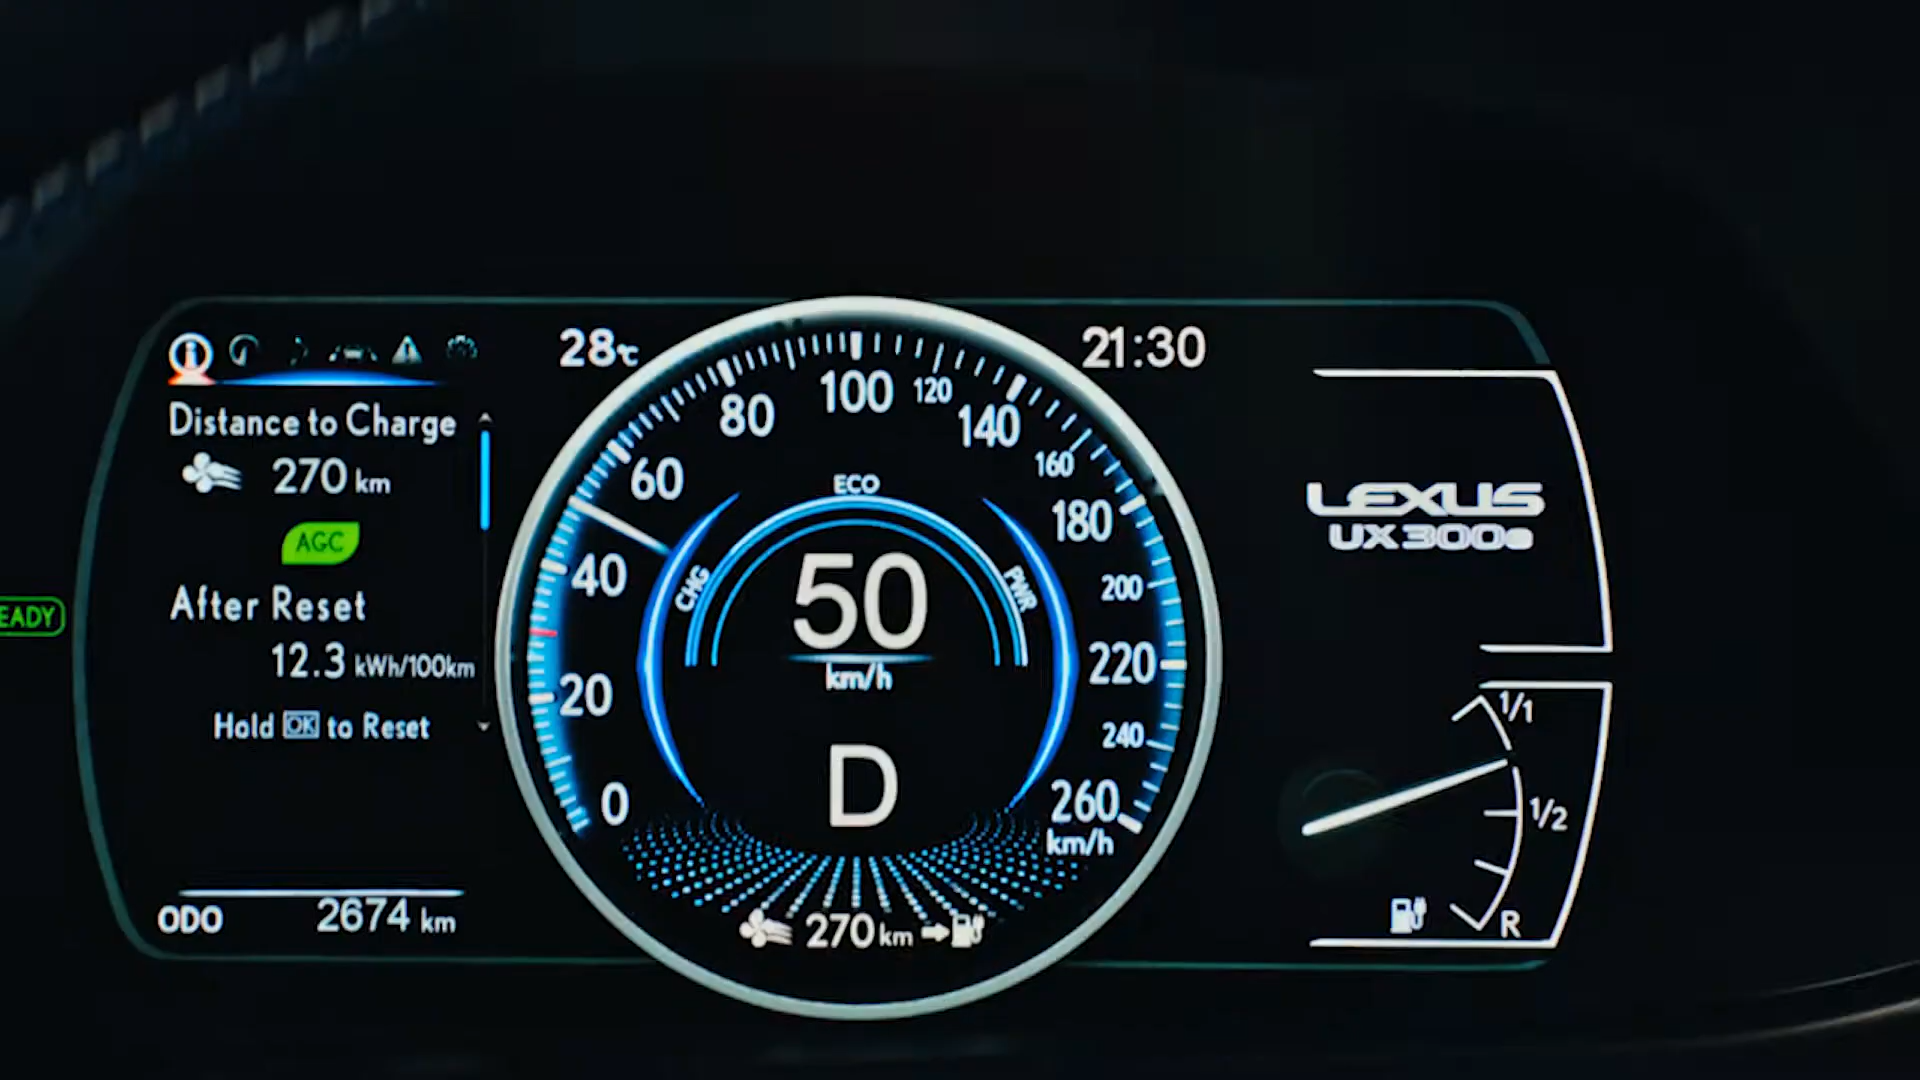 28℃
21:30
Distance to Charge
270 km
AGC
After Reset
12.3 kWh/100km
Hold OK to Reset
ODO 2674 km
EADY
0
20
40
60
80
100
120
140
160
180
200
220
240
260
km/h
ECO
CHG
PWR
50
km/h
D
270 km
LEXUS
UX300e
1/1
1/2
R